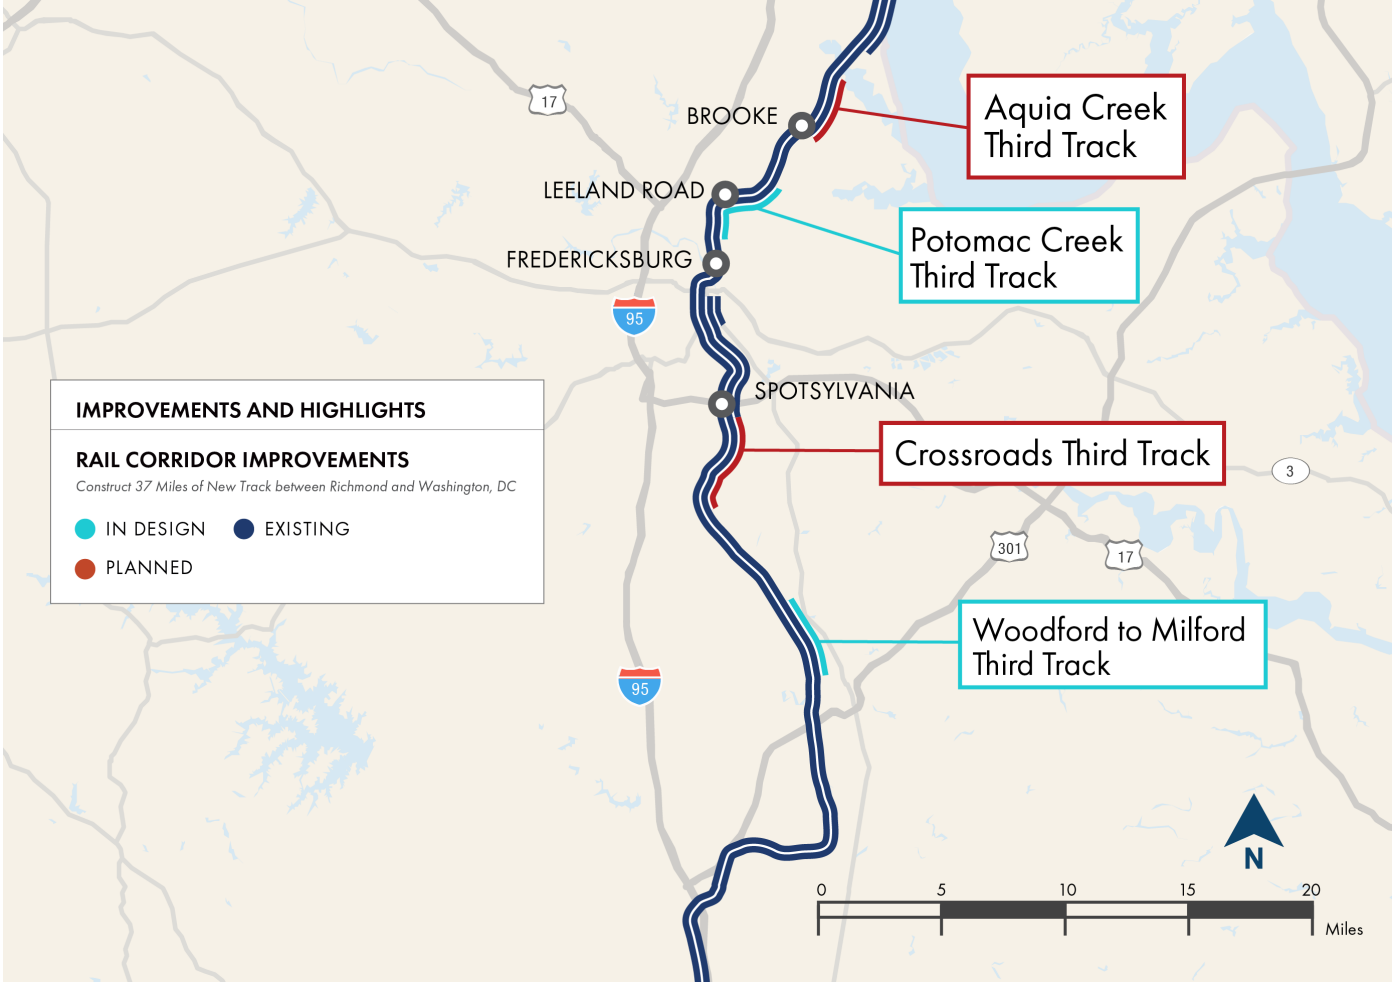 17
BROOKE
Aquia Creek
Third Track
LEELAND ROAD
Potomac Creek
Third Track
FREDERICKSBURG
95
SPOTSYLVANIA
IMPROVEMENTS AND HIGHLIGHTS
RAIL CORRIDOR IMPROVEMENTS
Construct 37 Miles of New Track between Richmond and Washington, DC
IN DESIGN
EXISTING
PLANNED
Crossroads Third Track
3
301
17
Woodford to Milford
Third Track
95
N
0 5 10 15 20
Miles